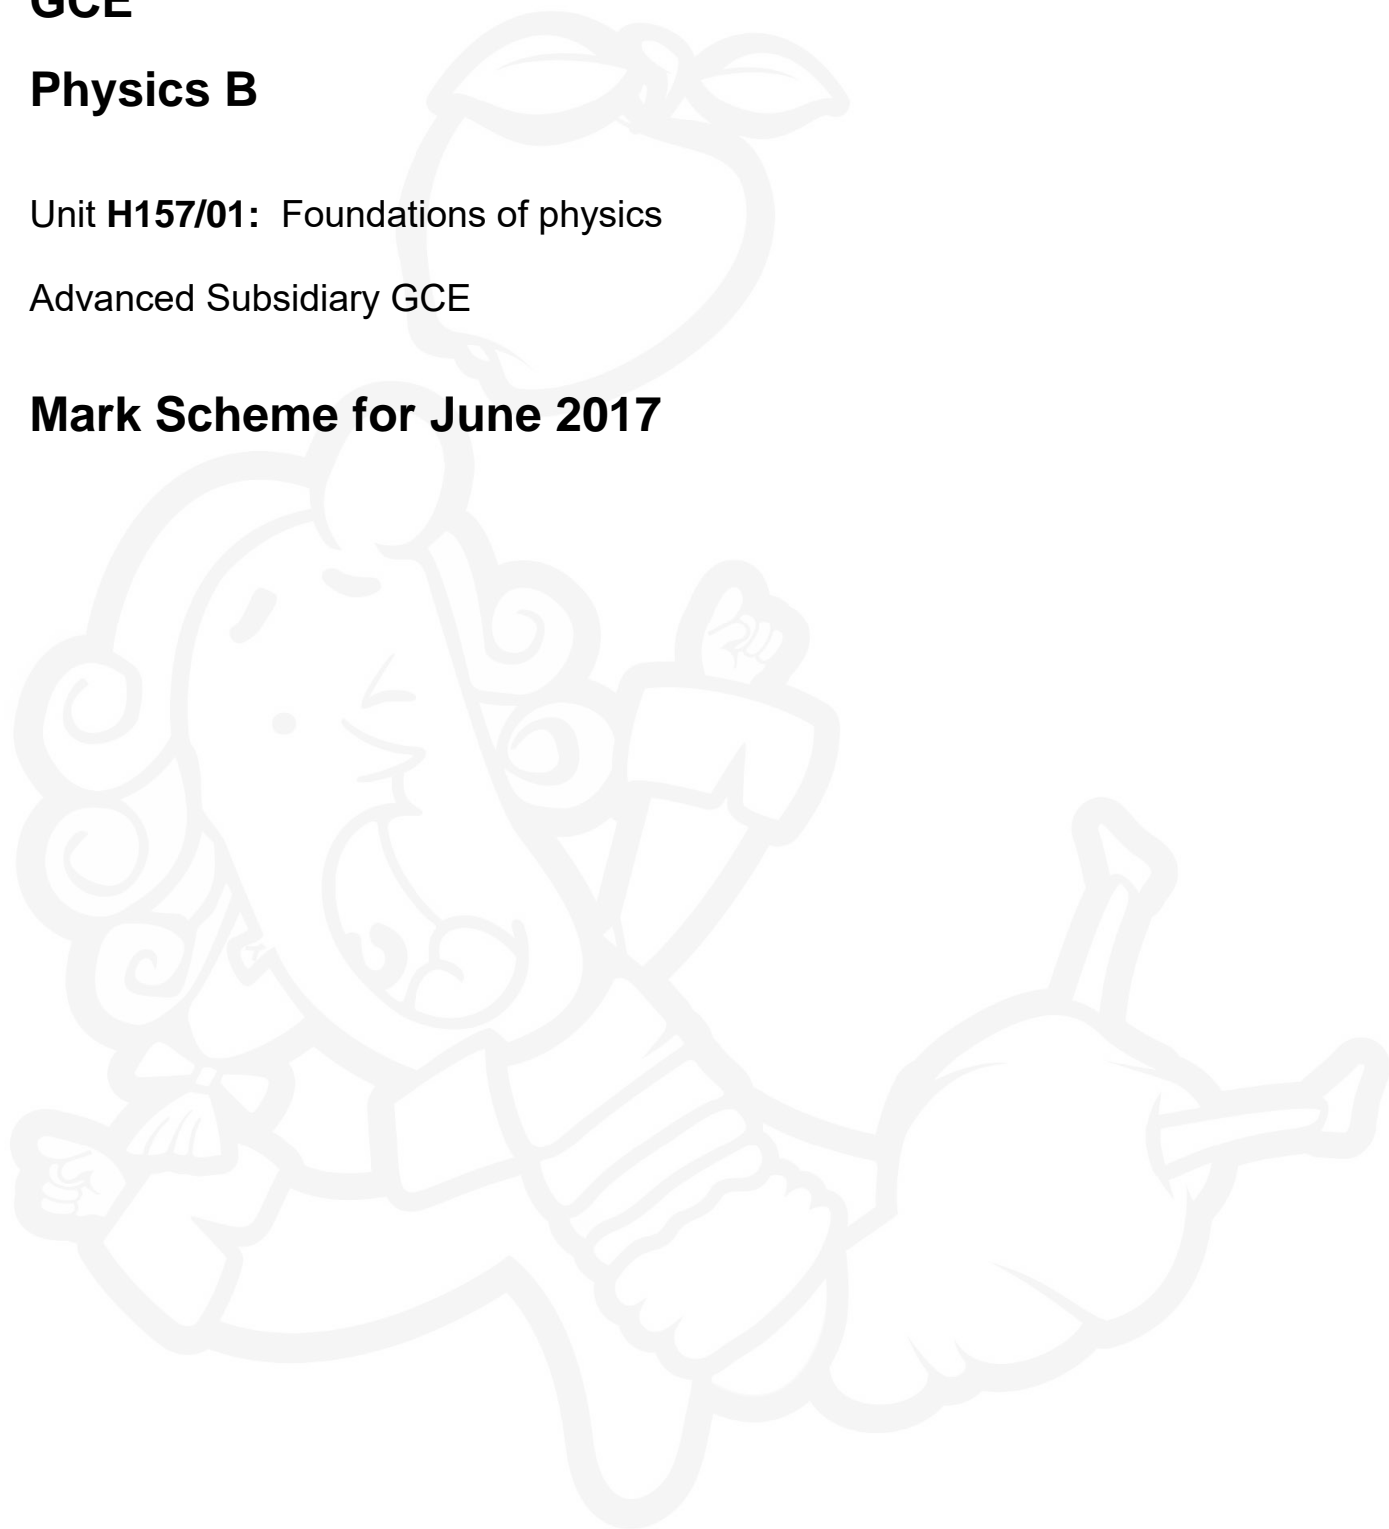 GCE
Physics B
Unit H157/01: Foundations of physics
Advanced Subsidiary GCE
Mark Scheme for June 2017